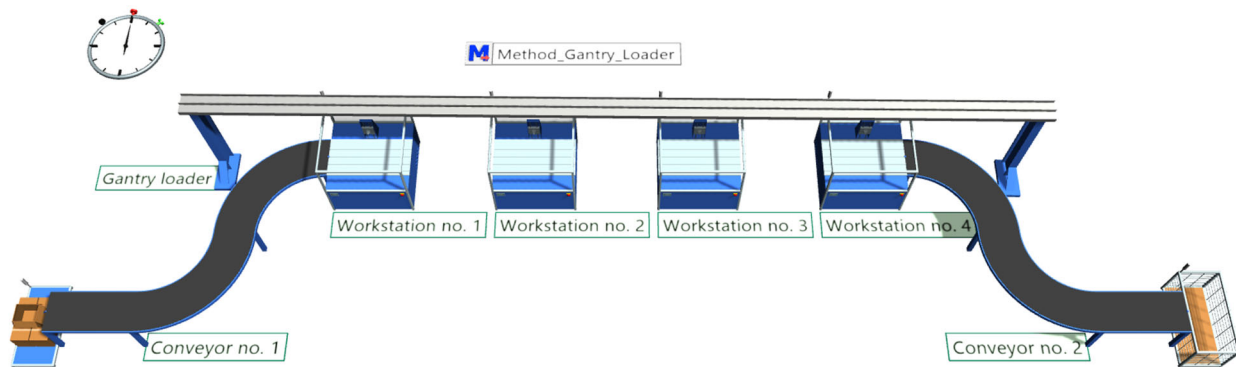 Method_Gantry_Loader
Gantry loader
Workstation no. 1
Workstation no. 2
Workstation no. 3
Workstation no. 4
Conveyor no. 1
Conveyor no. 2